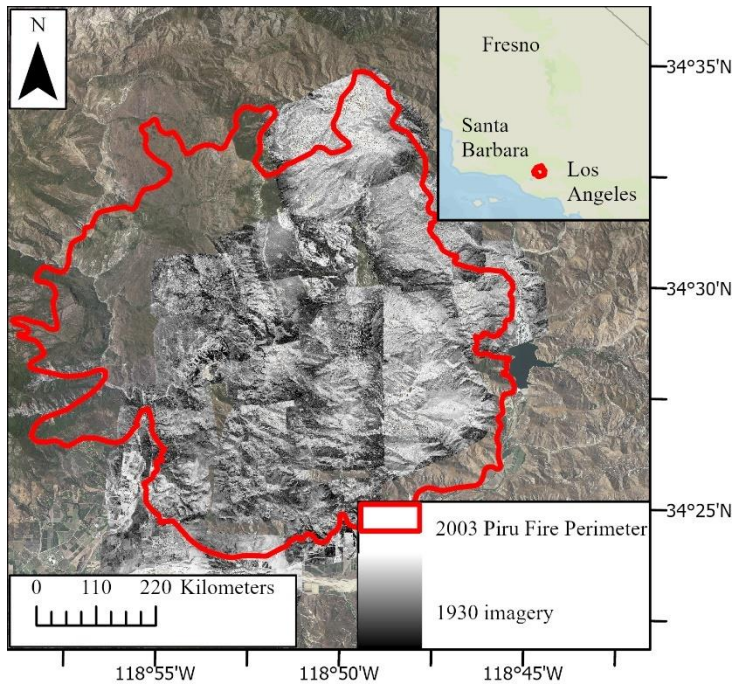 N
Fresno
Santa
Barbara
Los
Angeles
34°35'N
34°30'N
34°25'N
2003 Piru Fire Perimeter
1930 imagery
0 110 220 Kilometers
118°55'W 118°50'W 118°45'W